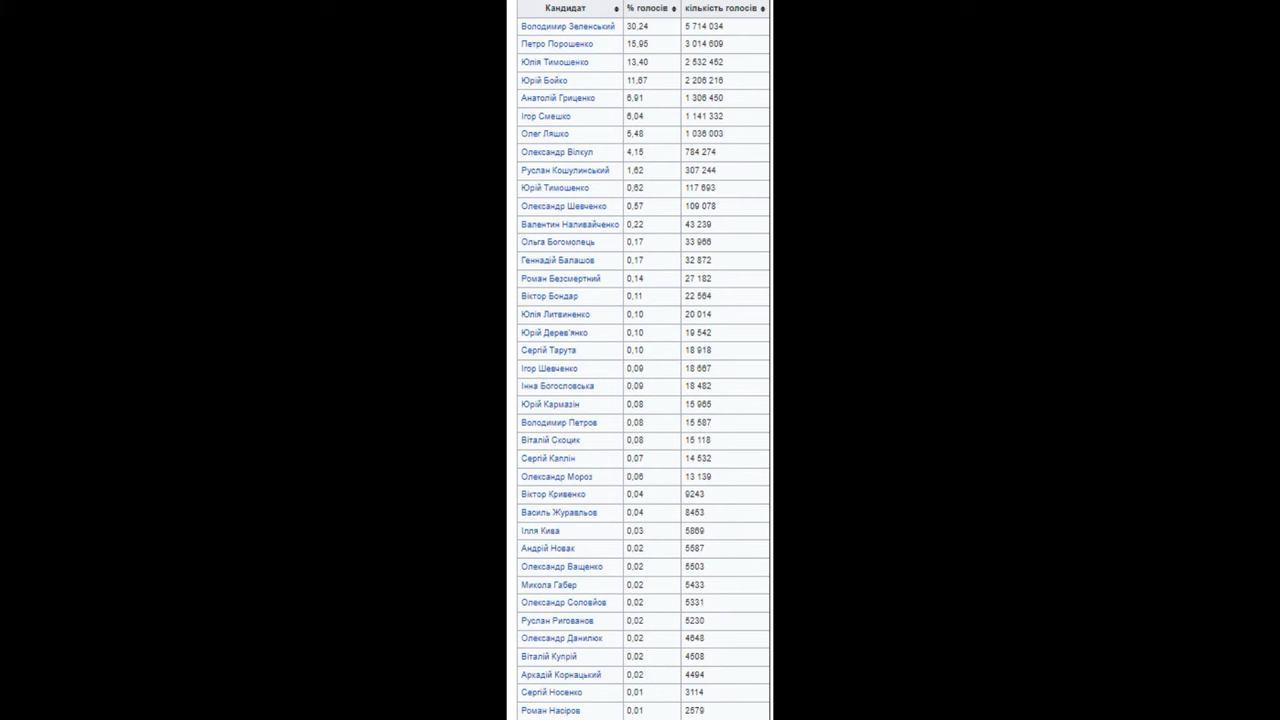 Кандидат % голосів кількість голосів
Володимир Зеленський 30,24 5 714 034
Петро Порошенко 15,95 3 014 609
Юлія Тимошенко 13,40 2 532 452
Юрій Бойко 11,67 2 206 216
Анатолій Гриценко 6,91 1 306 450
Ігор Смешко 6,04 1 141 332
Олег Ляшко 5,48 1 036 003
Олександр Вілкул 4,15 784 274
Руслан Кошулинський 1,62 307 244
Юрій Тимошенко 0,62 117 693
Олександр Шевченко 0,57 109 078
Валентин Наливайченко 0,22 43 239
Ольга Богомолець 0,17 33 966
Геннадій Балашов 0,17 32 872
Роман Безсмертний 0,14 27 182
Віктор Бондар 0,11 22 564
Юлія Литвиненко 0,10 20 014
Юрій Дерев'янко 0,10 19 542
Сергій Тарута 0,10 18 918
Ігор Шевченко 0,09 18 667
Інна Богословська 0,09 18 482
Юрій Кармазін 0,08 15 965
Володимир Петров 0,08 15 587
Віталій Скоцик 0,08 15 118
Сергій Каплін 0,07 14 532
Олександр Мороз 0,06 13 139
Віктор Кривенко 0,04 9243
Василь Журавльов 0,04 8453
Ілля Кива 0,03 5869
Андрій Новак 0,02 5587
Олександр Ващенко 0,02 5503
Микола Габер 0,02 5433
Олександр Соловйов 0,02 5331
Руслан Ригованов 0,02 5230
Олександр Данилюк 0,02 4648
Віталій Купрій 0,02 4508
Аркадій Корнацький 0,02 4494
Сергій Носенко 0,01 3114
Роман Насіров 0,01 2579